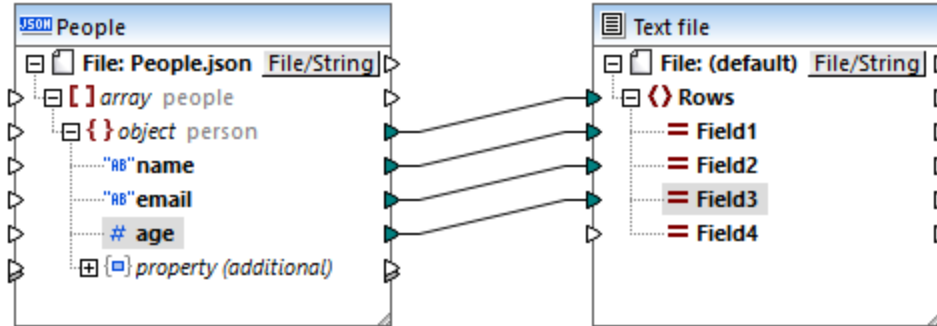 JSON People
File: People.json File/String
[ ] array people
{ } object person
"AB" name
"AB" email
# age
{ } property (additional)
Text file
File: (default) File/String
Rows
Field1
Field2
Field3
Field4